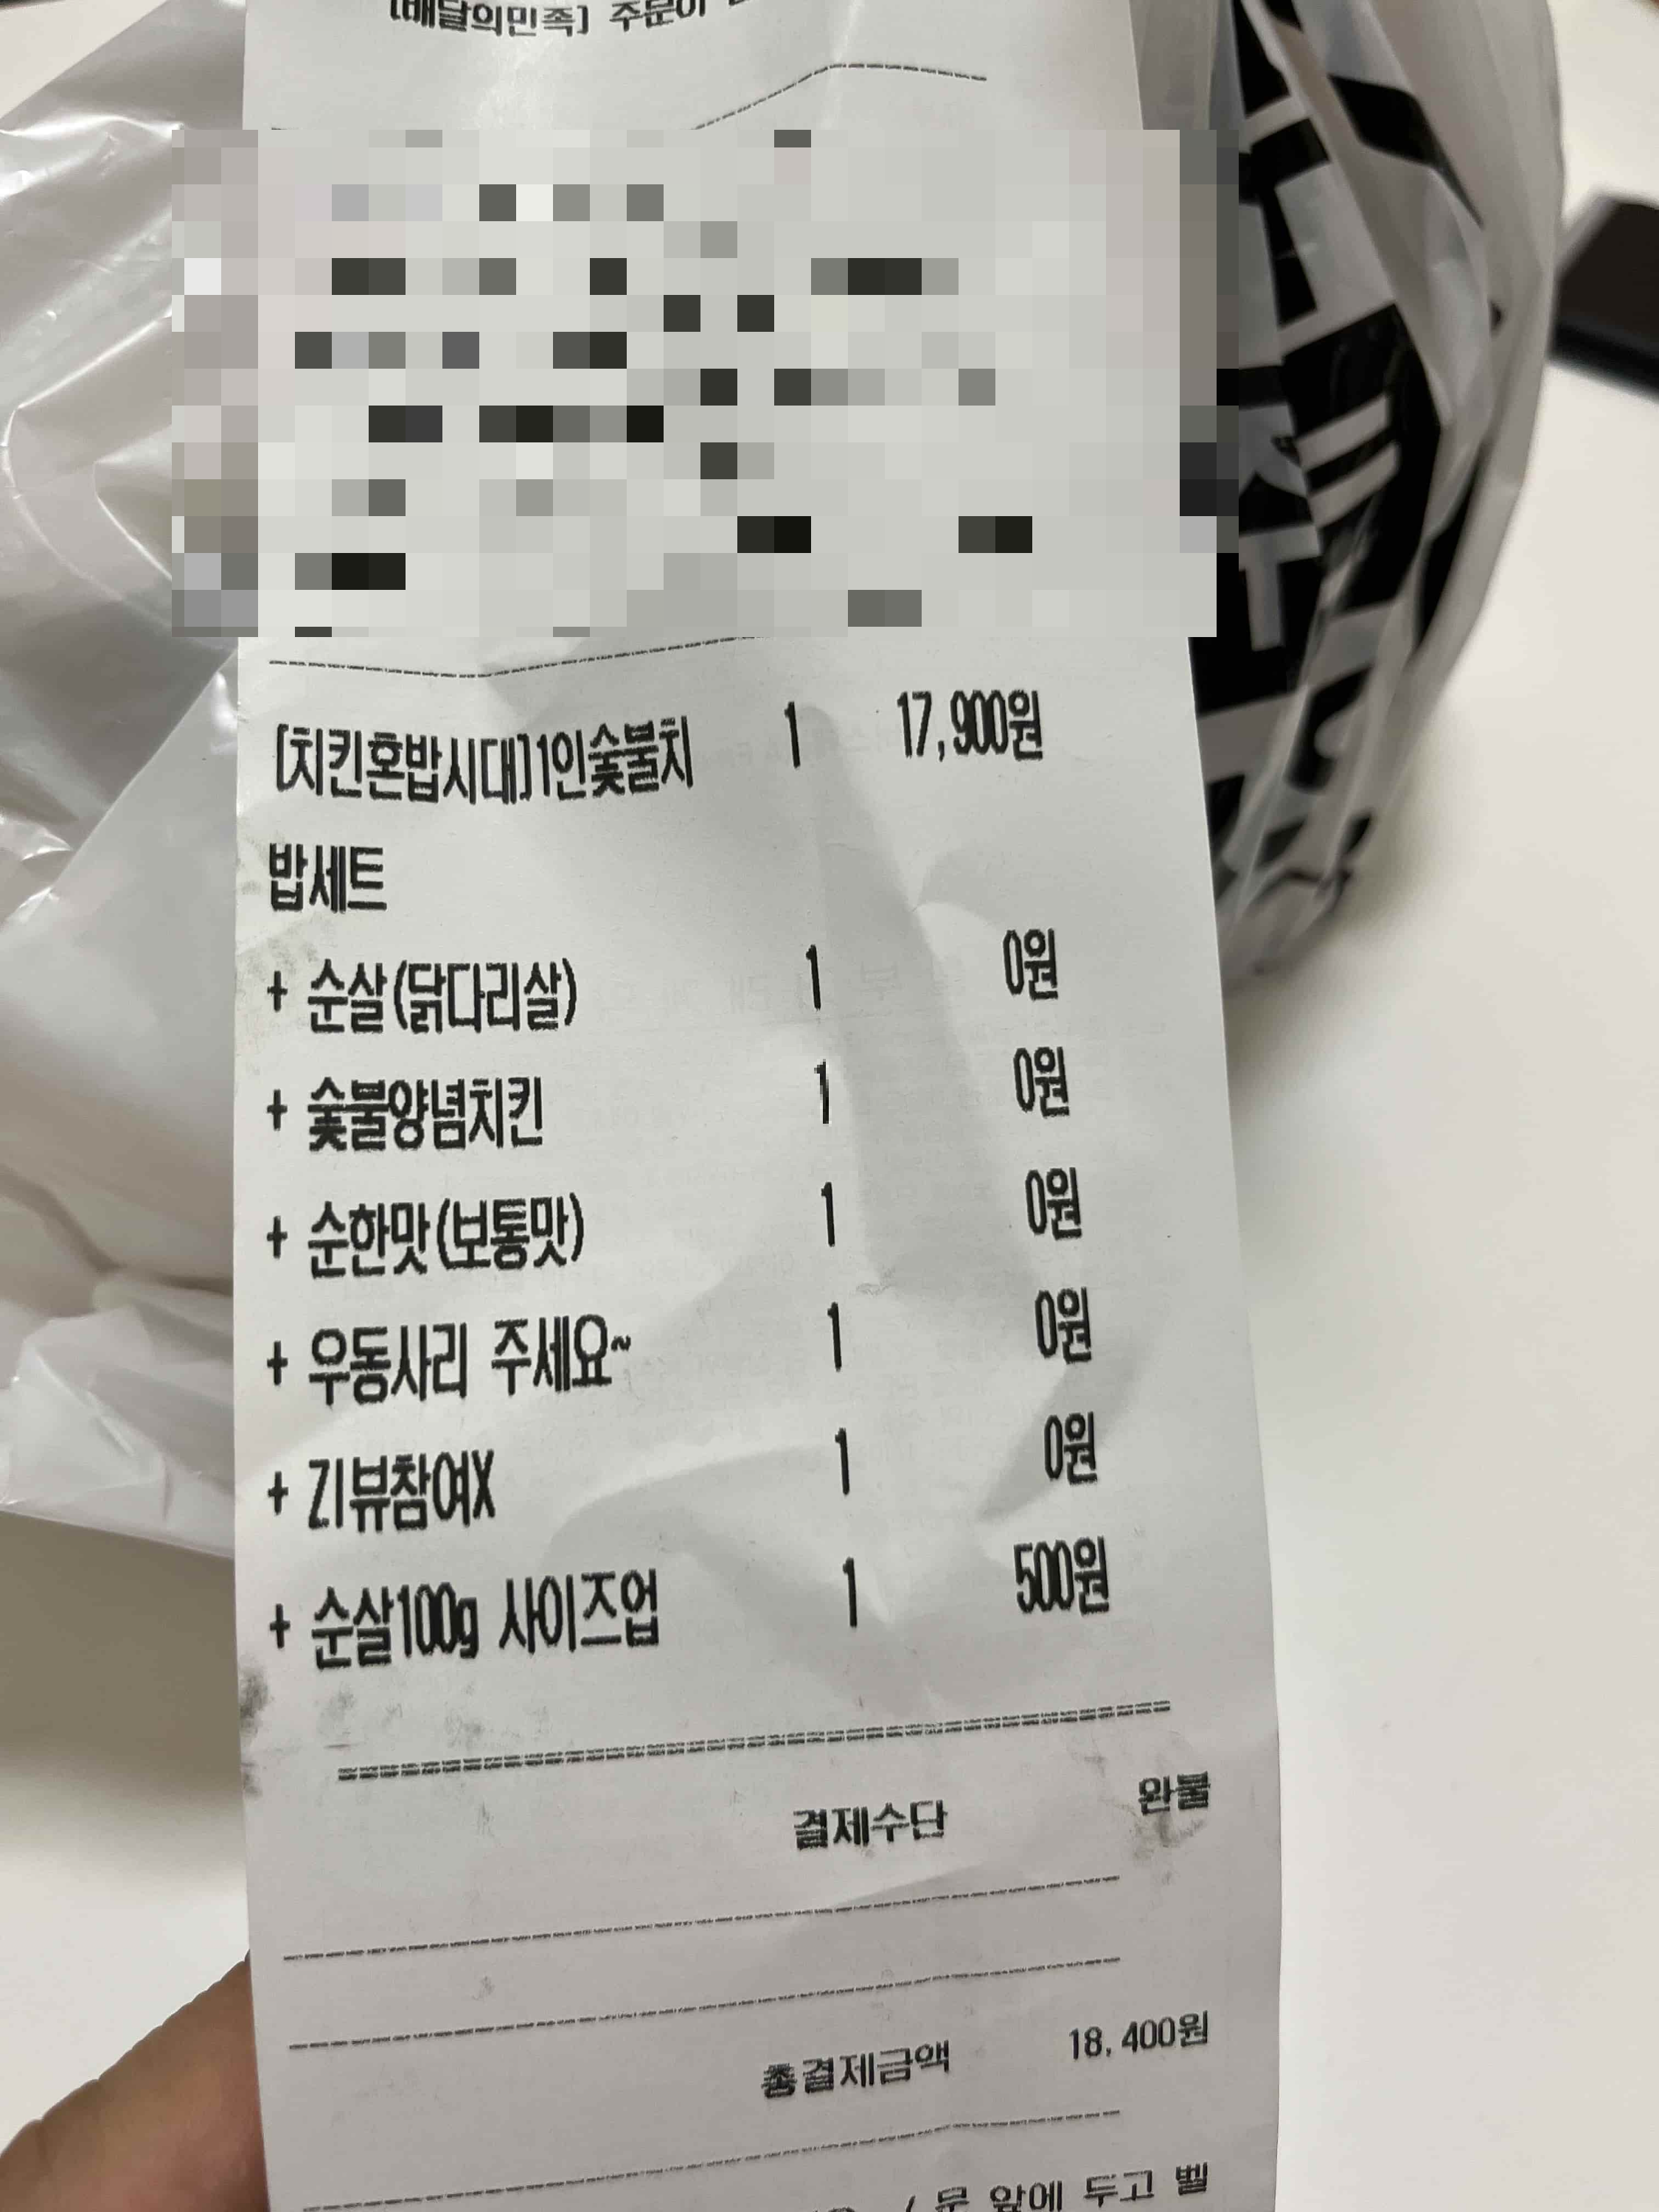 [배달의민족] 주문이
[치킨혼밥시대]1인숯불치 1 17,900원
밥세트
+ 순살(닭다리살) 1 0원
+ 숯불양념치킨 1 0원
+ 순한맛(보통맛) 1 0원
+ 우동사리 주세요~ 1 0원
+ ZI뷰참여X 1 0원
+ 순살100g 사이즈업 1 500원
결제수단 완불
총결제금액 18,400원
( 문 앞에 두고 벨